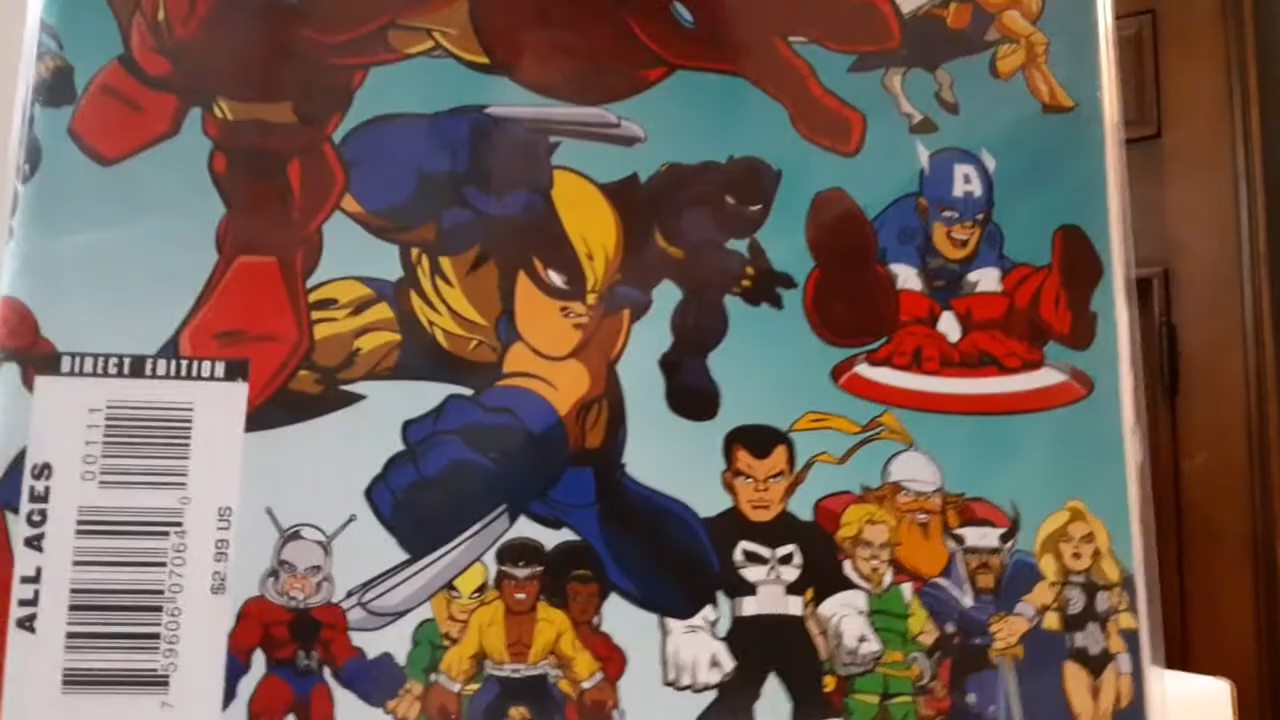 A
DIRECT EDITION
00111
ALL AGES
$2.99 US
7 59606 07064 0